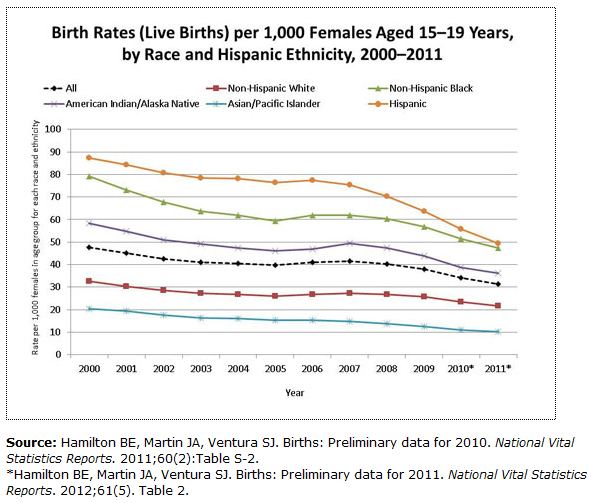 Birth Rates (Live Births) per 1,000 Females Aged 15–19 Years,
by Race and Hispanic Ethnicity, 2000–2011
All
Non-Hispanic White
Non-Hispanic Black
American Indian/Alaska Native
Asian/Pacific Islander
Hispanic
Rate per 1,000 females in age group for each race and ethnicity
100
90
80
70
60
50
40
30
20
10
0
2000 2001 2002 2003 2004 2005 2006 2007 2008 2009 2010* 2011*
Year
Source: Hamilton BE, Martin JA, Ventura SJ. Births: Preliminary data for 2010. National Vital
Statistics Reports. 2011;60(2):Table S-2.
*Hamilton BE, Martin JA, Ventura SJ. Births: Preliminary data for 2011. National Vital Statistics
Reports. 2012;61(5). Table 2.